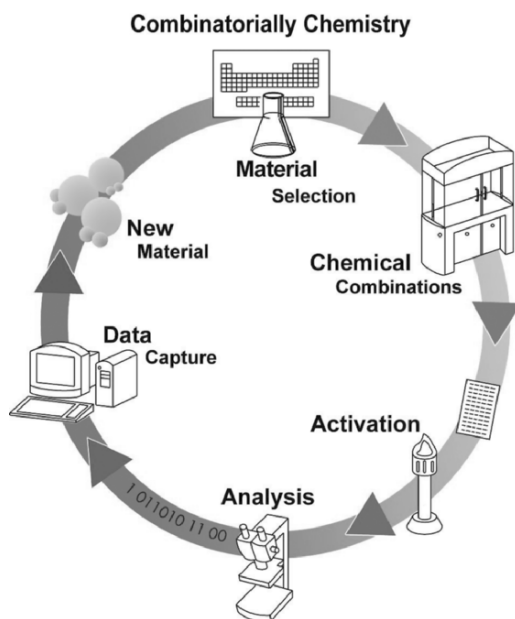 Combinatorially Chemistry
Material
Selection
Chemical
Combinations
Activation
Analysis
1 011010 11 00
Data
Capture
New
Material